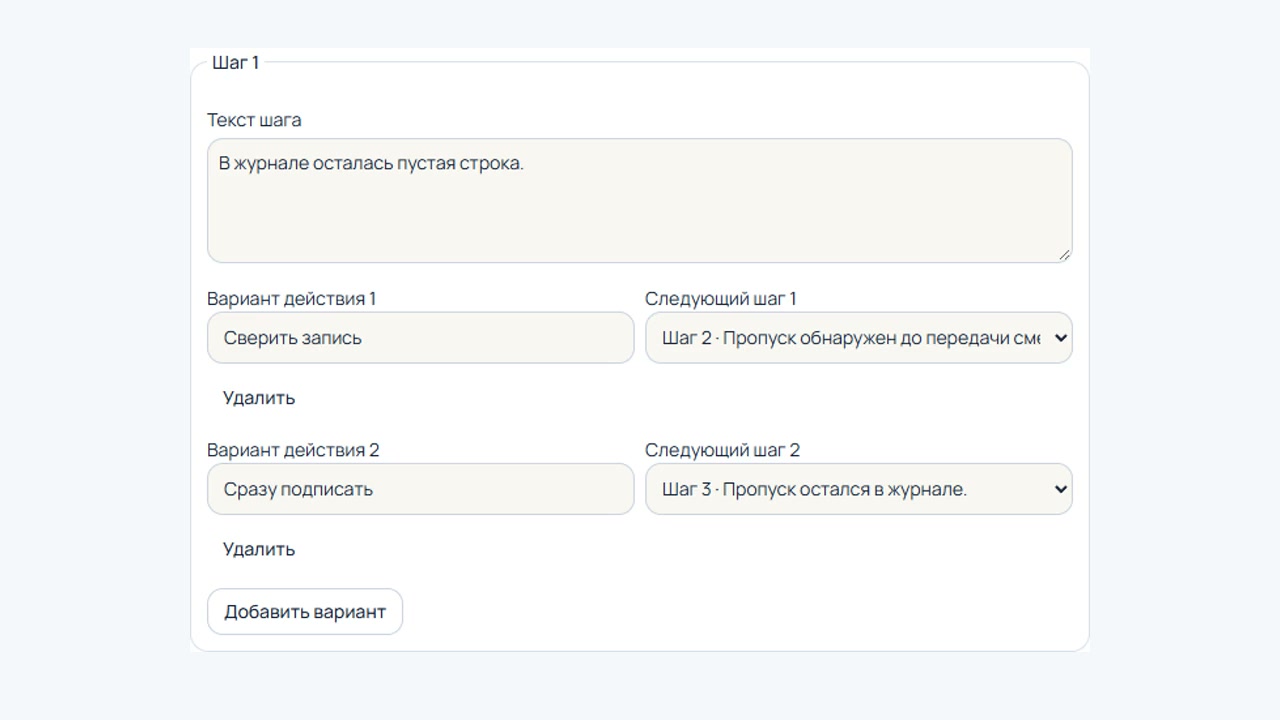 Шаг 1
Текст шага
В журнале осталась пустая строка.
Вариант действия 1
Следующий шаг 1
Сверить запись
Шаг 2 · Пропуск обнаружен до передачи сме
Удалить
Вариант действия 2
Следующий шаг 2
Сразу подписать
Шаг 3 · Пропуск остался в журнале.
Удалить
Добавить вариант